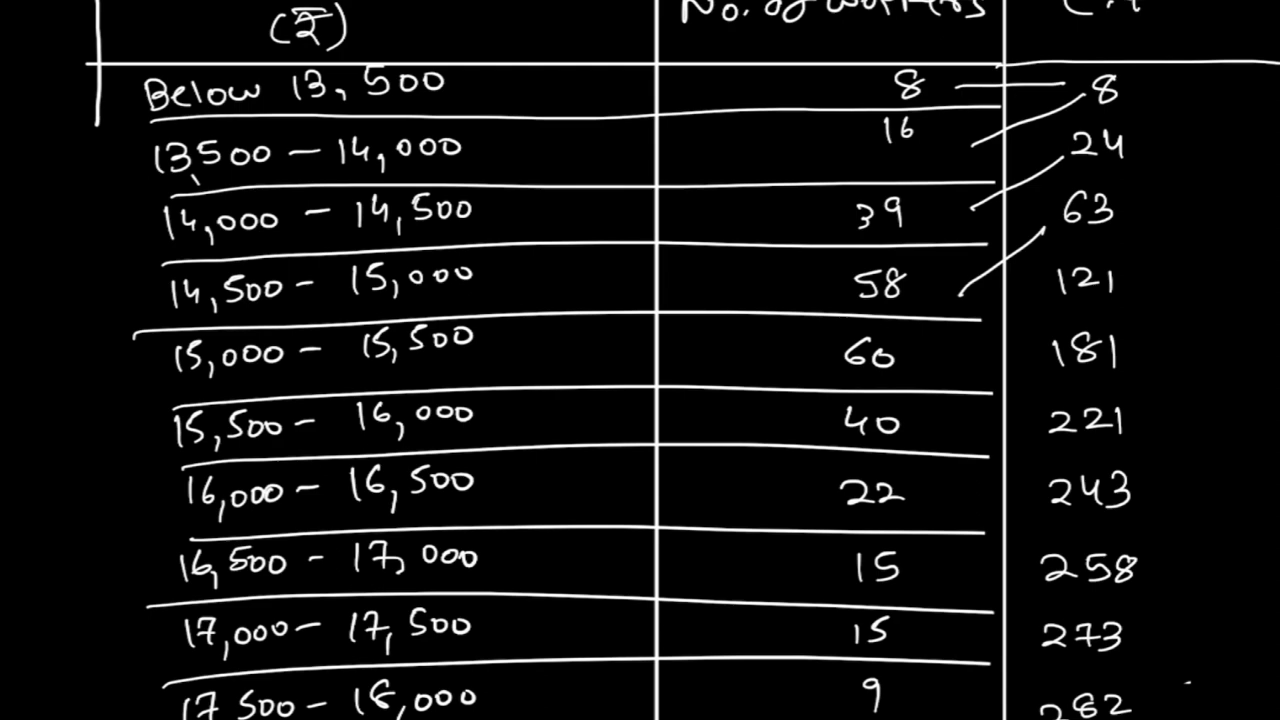 (₹) No. of workers
Below 13,500 8 8
13,500 – 14,000 16 24
14,000 – 14,500 39 63
14,500 – 15,000 58 121
15,000 – 15,500 60 181
15,500 – 16,000 40 221
16,000 – 16,500 22 243
16,500 – 17,000 15 258
17,000 – 17,500 15 273
17,500 – 18,000 9 282